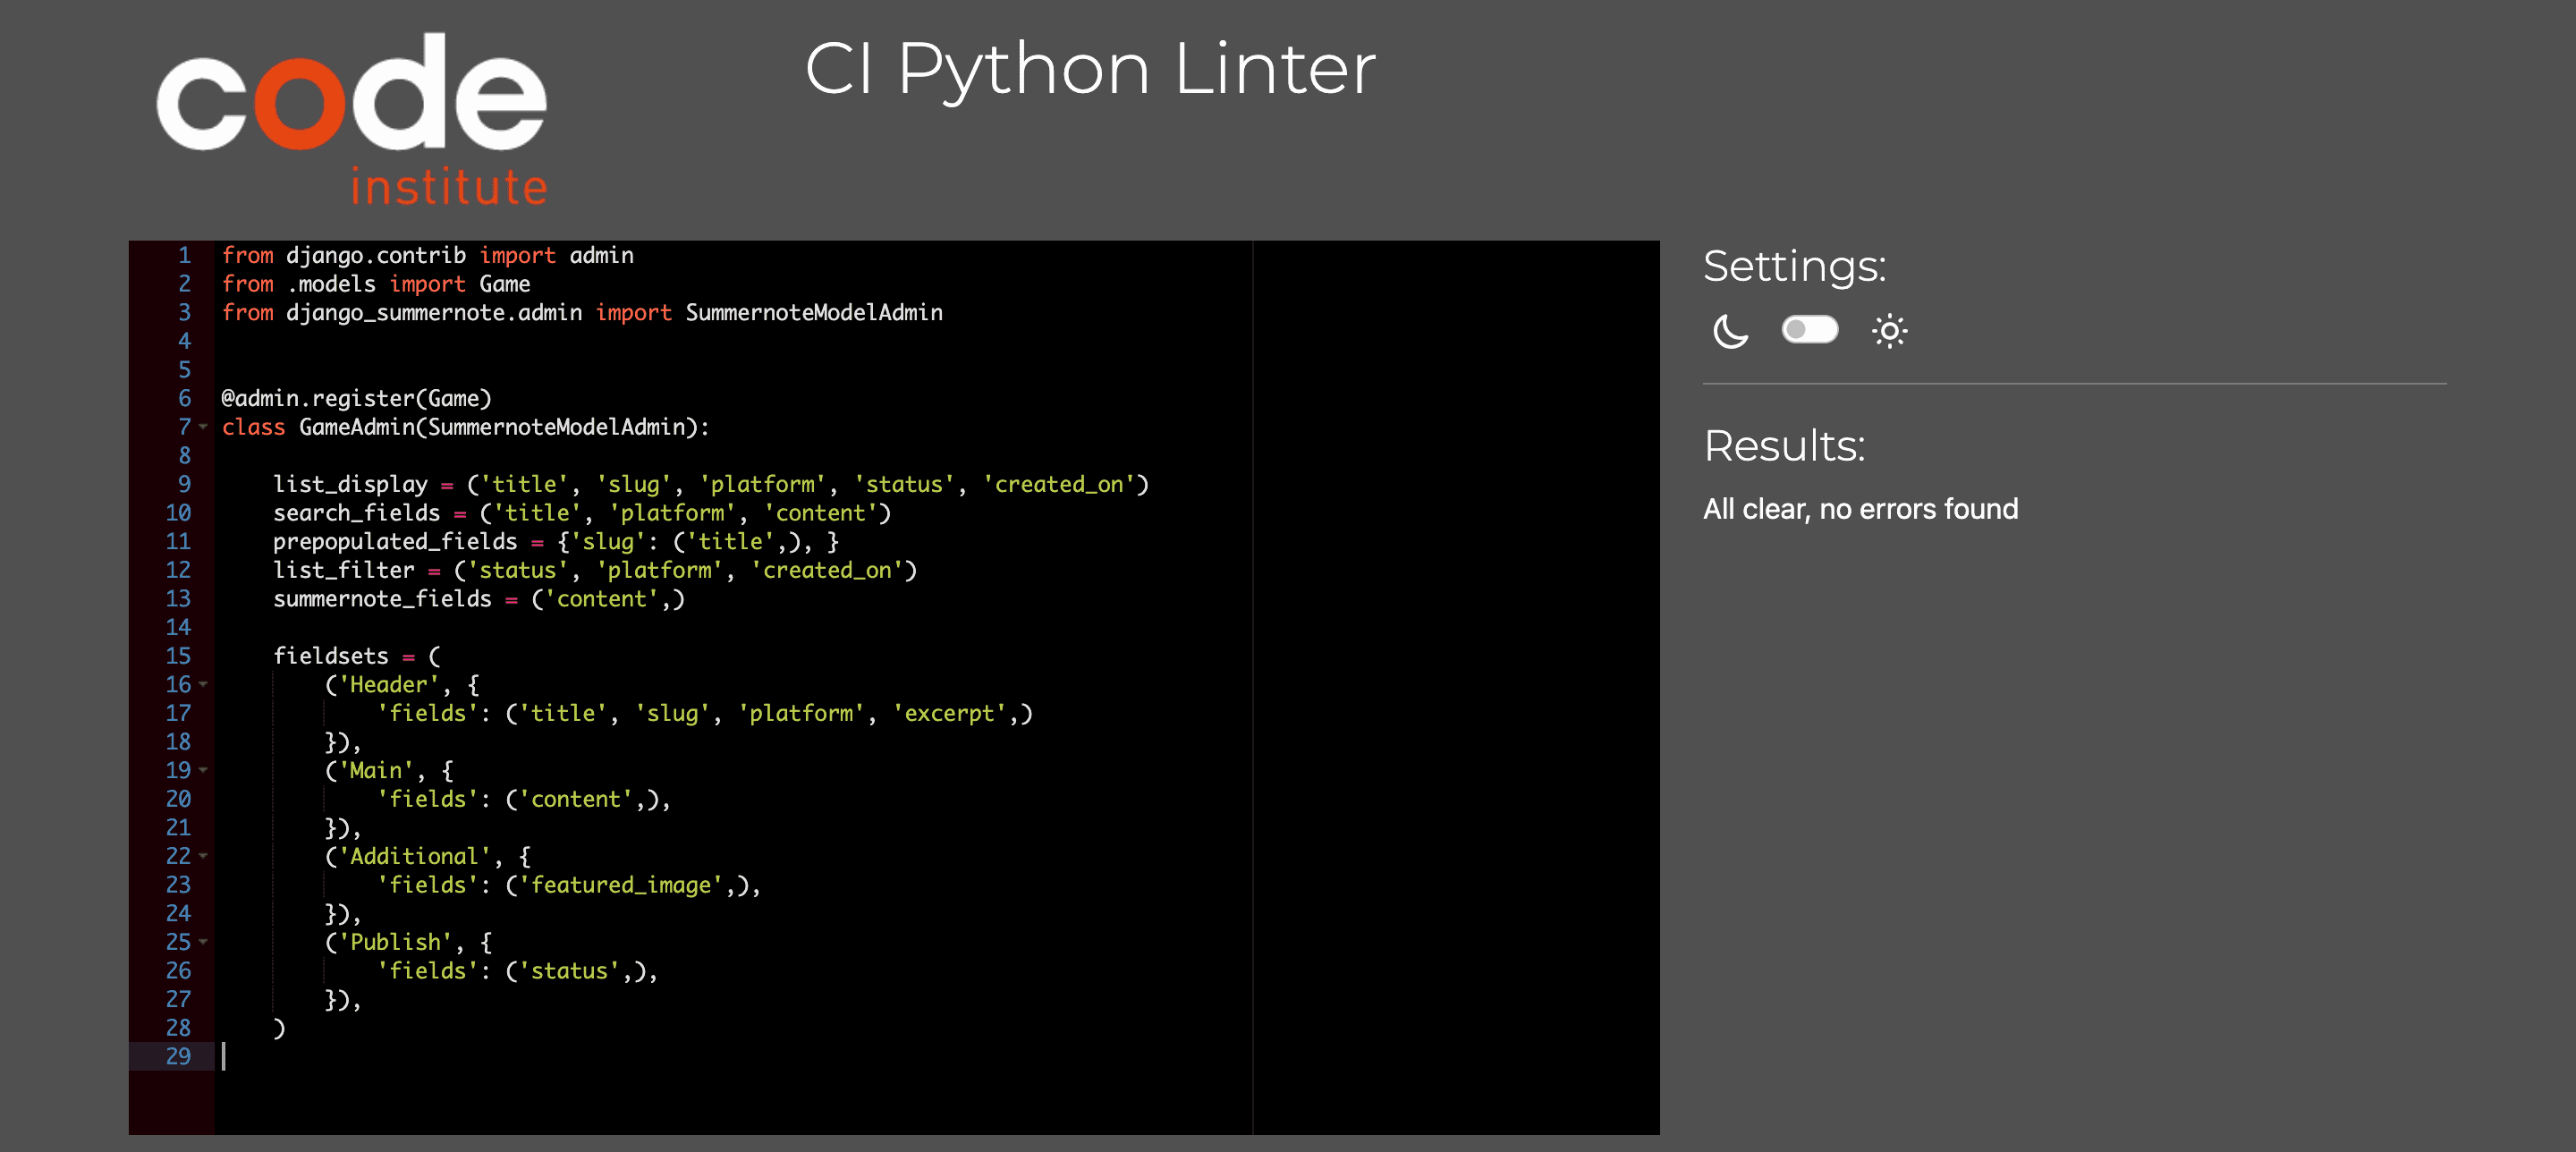 code
institute
CI Python Linter
1 from django.contrib import admin
2 from .models import Game
3 from django_summernote.admin import SummernoteModelAdmin
4
5
6 @admin.register(Game)
7 class GameAdmin(SummernoteModelAdmin):
8
9     list_display = ('title', 'slug', 'platform', 'status', 'created_on')
10     search_fields = ('title', 'platform', 'content')
11     prepopulated_fields = {'slug': ('title',), }
12     list_filter = ('status', 'platform', 'created_on')
13     summernote_fields = ('content',)
14
15     fieldsets = (
16         ('Header', {
17             'fields': ('title', 'slug', 'platform', 'excerpt',)
18         }),
19         ('Main', {
20             'fields': ('content',),
21         }),
22         ('Additional', {
23             'fields': ('featured_image',),
24         }),
25         ('Publish', {
26             'fields': ('status',),
27         }),
28     )
29
Settings:
Results:
All clear, no errors found